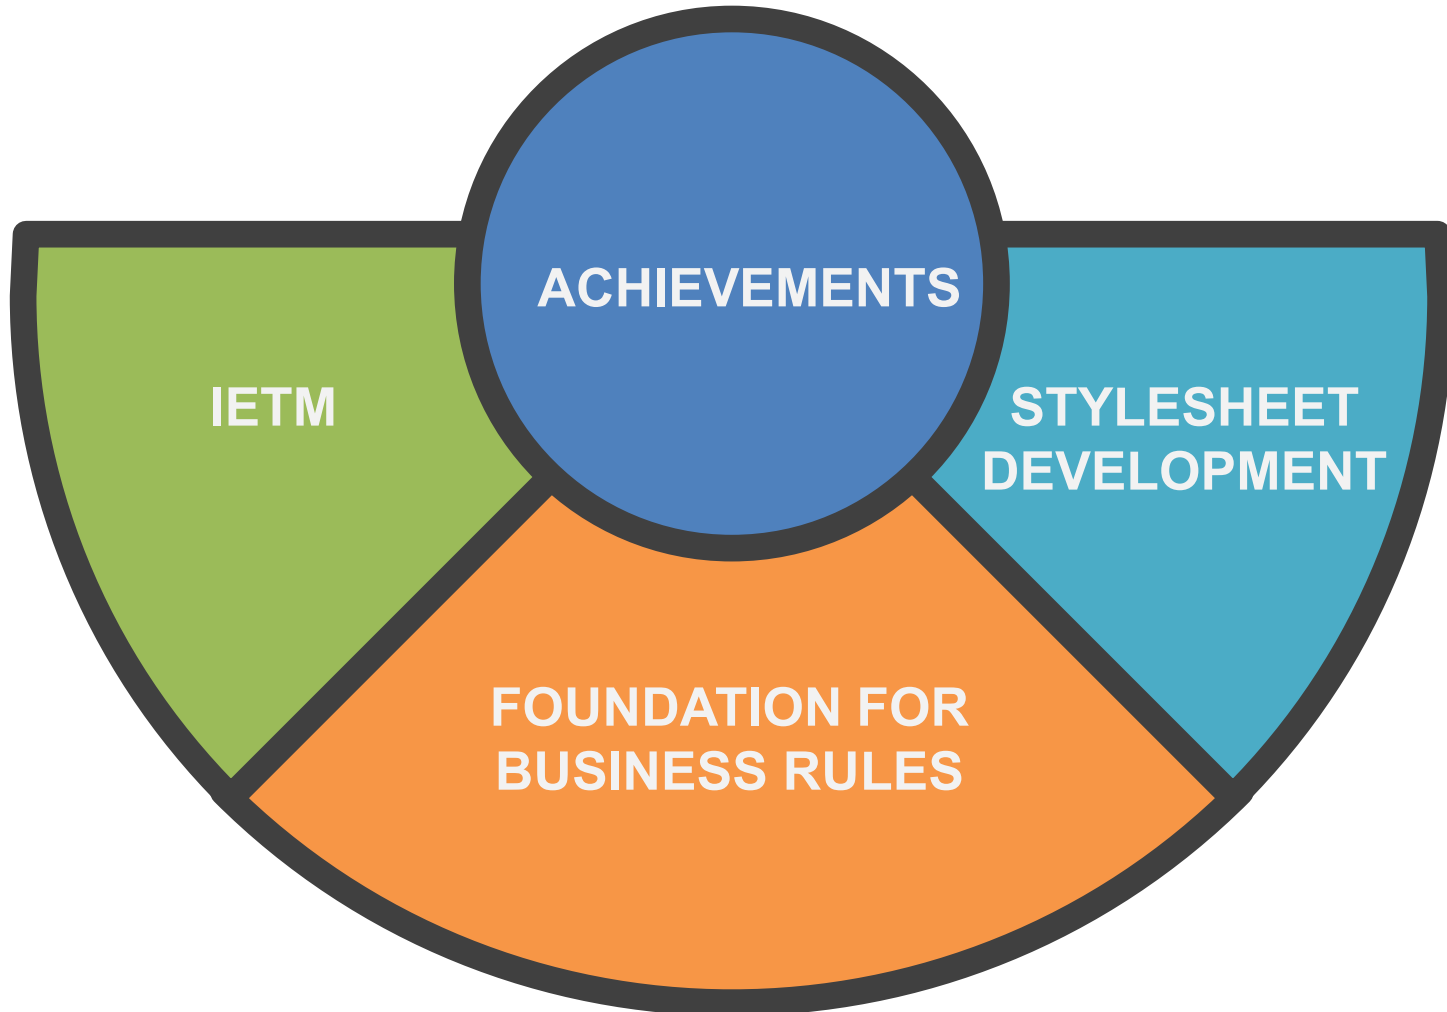 ACHIEVEMENTS
IETM
STYLESHEET
DEVELOPMENT
FOUNDATION FOR
BUSINESS RULES